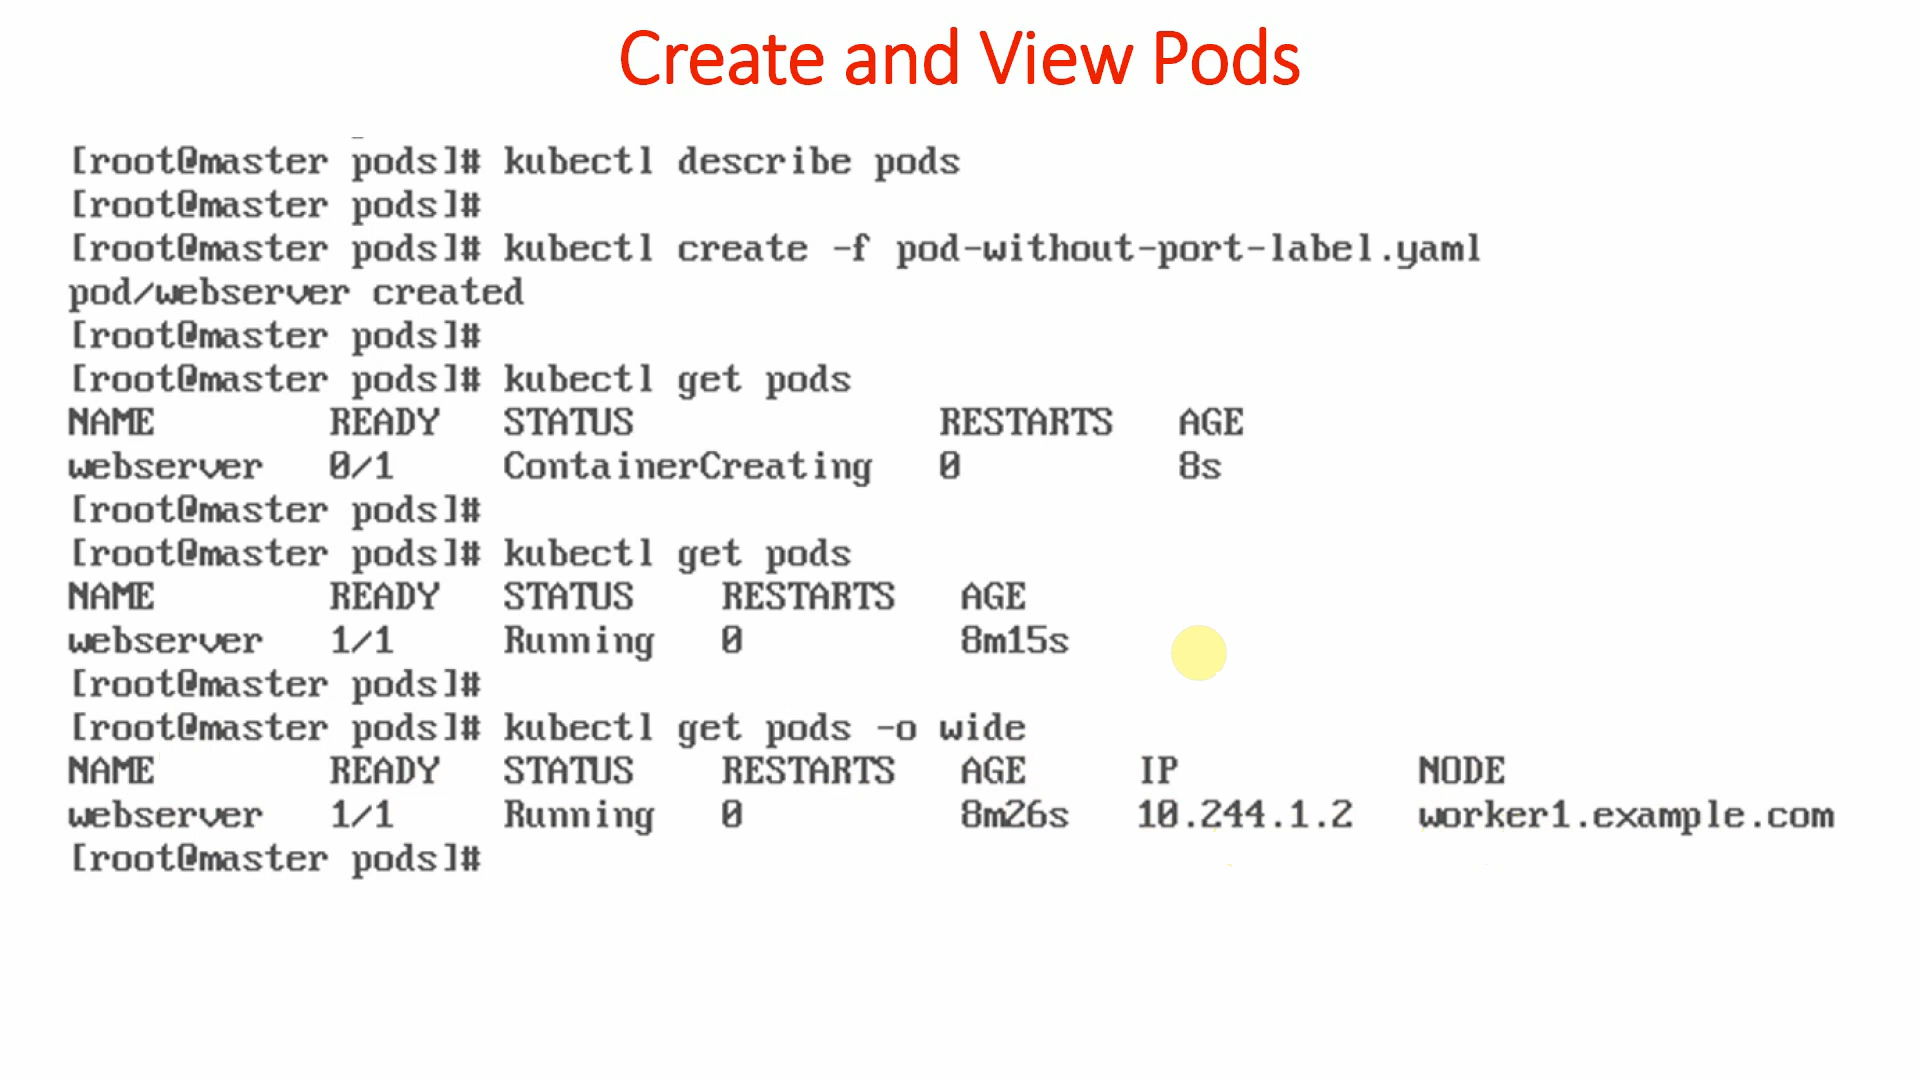 Create and View Pods
[root@master pods]# kubectl describe pods
[root@master pods]#
[root@master pods]# kubectl create -f pod-without-port-label.yaml
pod/webserver created
[root@master pods]#
[root@master pods]# kubectl get pods
NAME READY STATUS RESTARTS AGE
webserver 0/1 ContainerCreating 0 8s
[root@master pods]#
[root@master pods]# kubectl get pods
NAME READY STATUS RESTARTS AGE
webserver 1/1 Running 0 8m15s
[root@master pods]#
[root@master pods]# kubectl get pods -o wide
NAME READY STATUS RESTARTS AGE IP NODE
webserver 1/1 Running 0 8m26s 10.244.1.2 worker1.example.com
[root@master pods]#